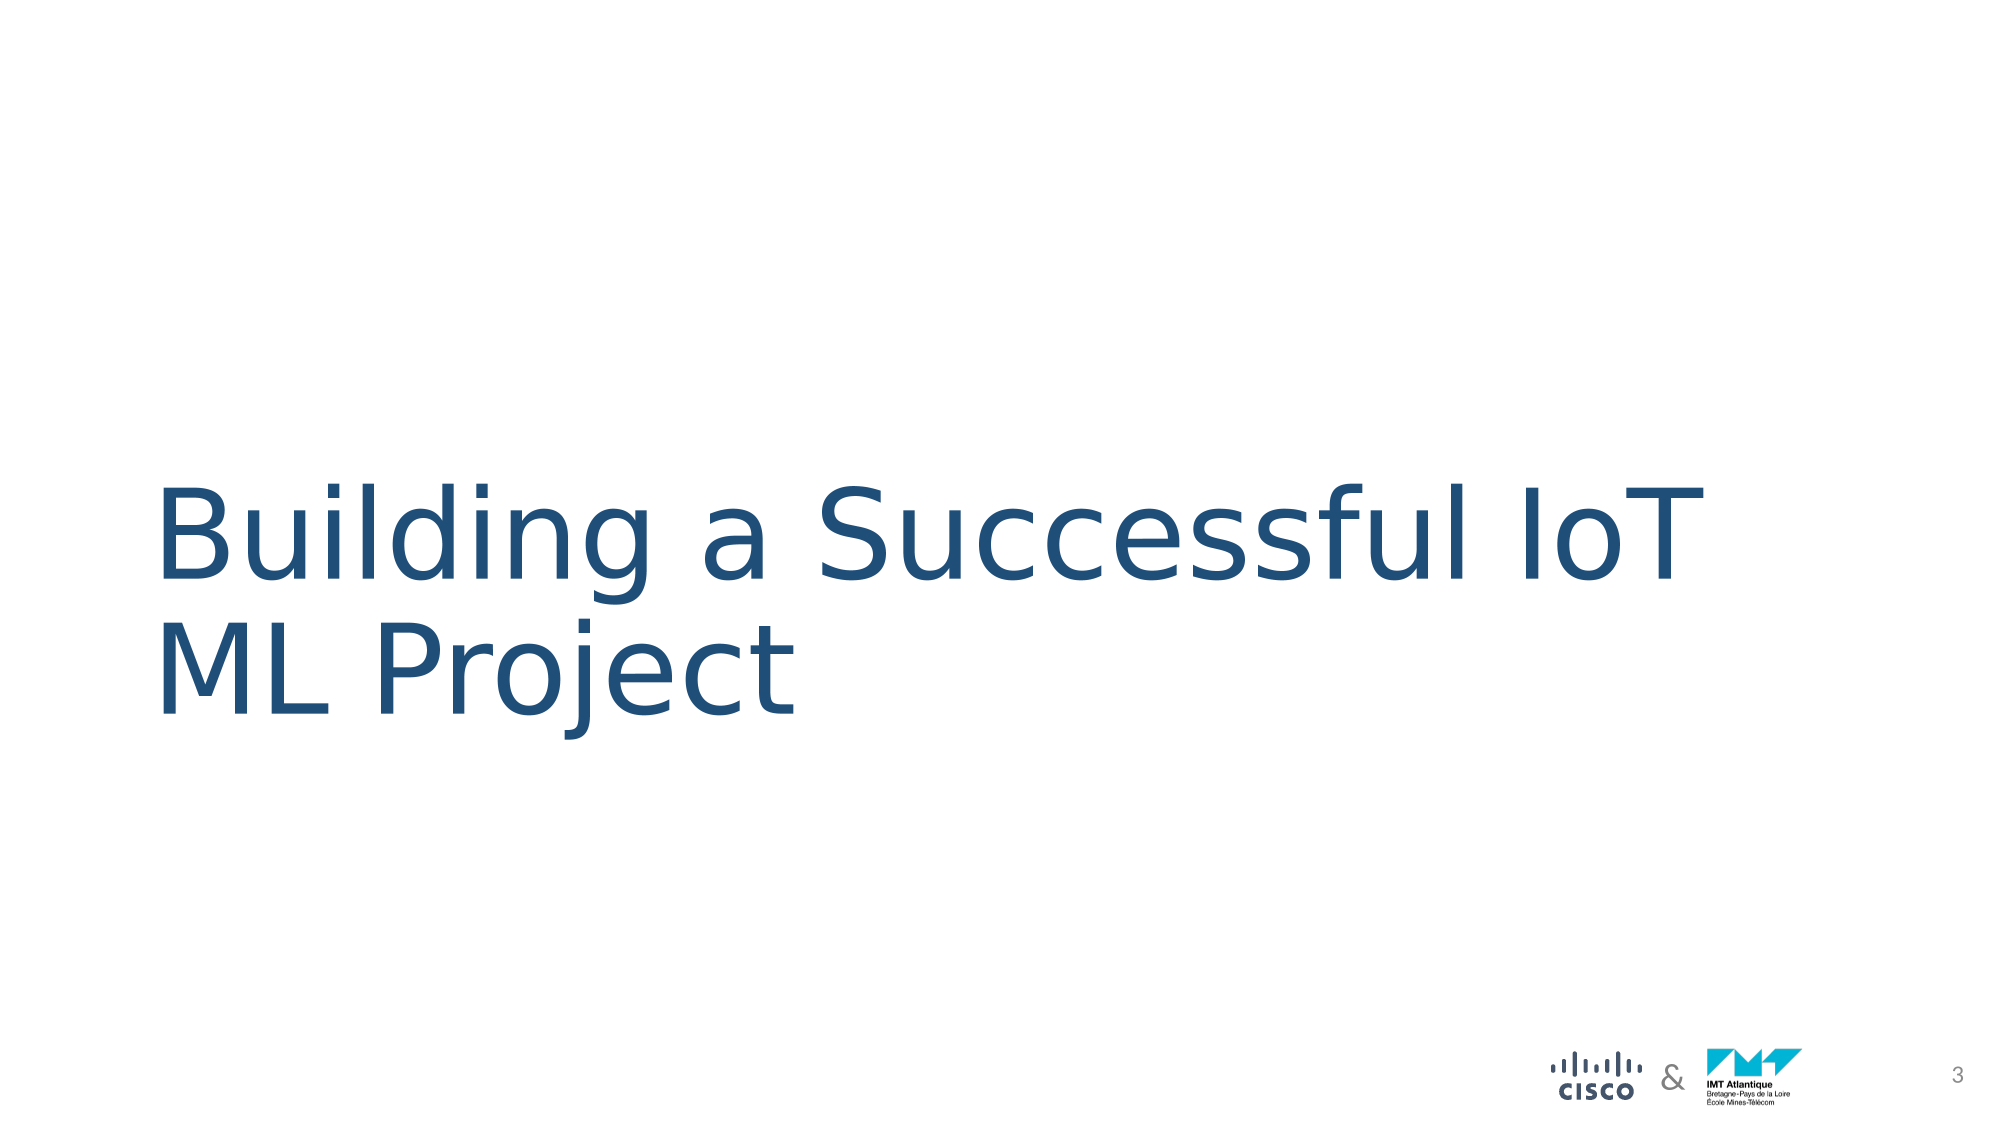 Building a Successful IoT
ML Project
CISCO
&
IMT Atlantique
Bretagne-Pays de la Loire
École Mines-Télécom
3